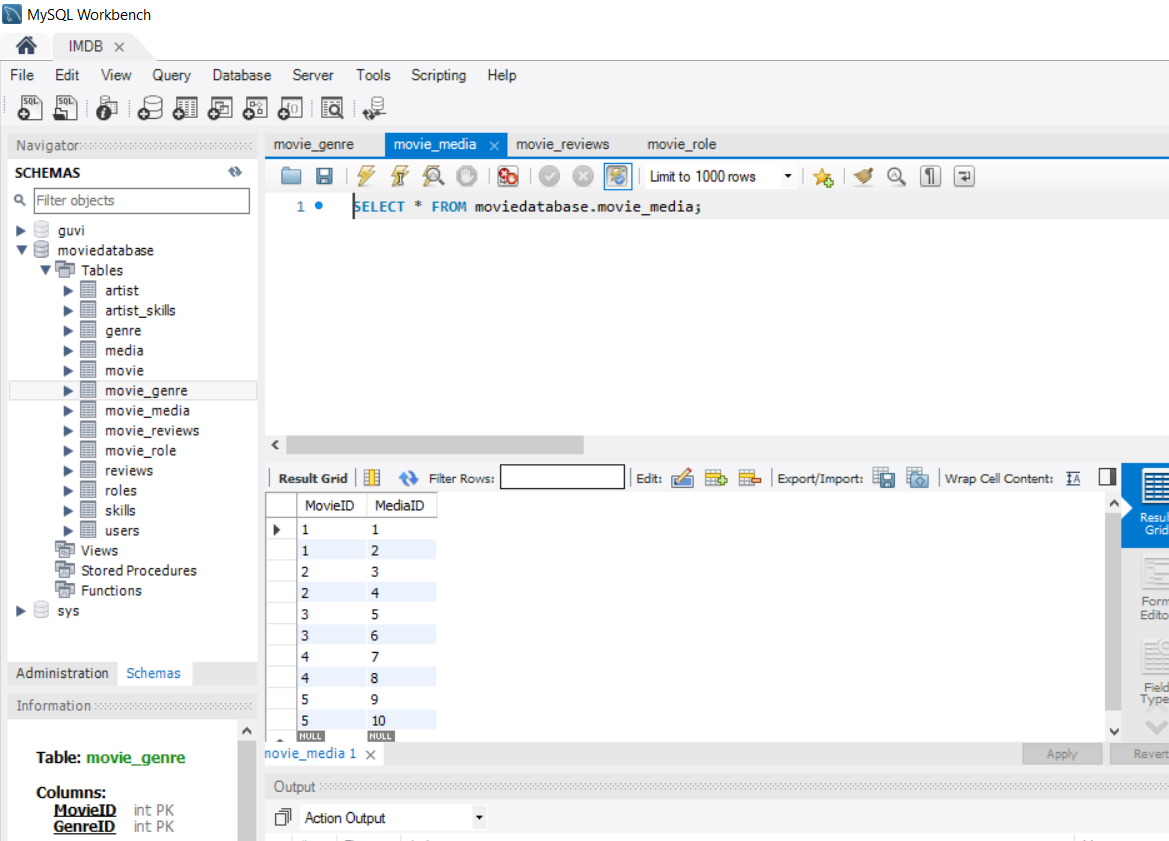 MySQL Workbench
IMDB
File Edit View Query Database Server Tools Scripting Help
SQL SQL
Navigator
SCHEMAS
Filter objects
guvi
moviedatabase
Tables
artist
artist_skills
genre
media
movie
movie_genre
movie_media
movie_reviews
movie_role
reviews
roles
skills
users
Views
Stored Procedures
Functions
sys
Administration Schemas
Information
Table: movie_genre
Columns:
MovieID int PK
GenreID int PK
movie_genre movie_media movie_reviews movie_role
Limit to 1000 rows
1 SELECT * FROM moviedatabase.movie_media;
Result Grid Filter Rows: Edit: Export/Import: Wrap Cell Content:
MovieID MediaID
1 1
1 2
2 3
2 4
3 5
3 6
4 7
4 8
5 9
5 10
NULL NULL
Resul
Grid
Form
Edito
Field
Type
movie_media 1
Apply Revert
Output
Action Output